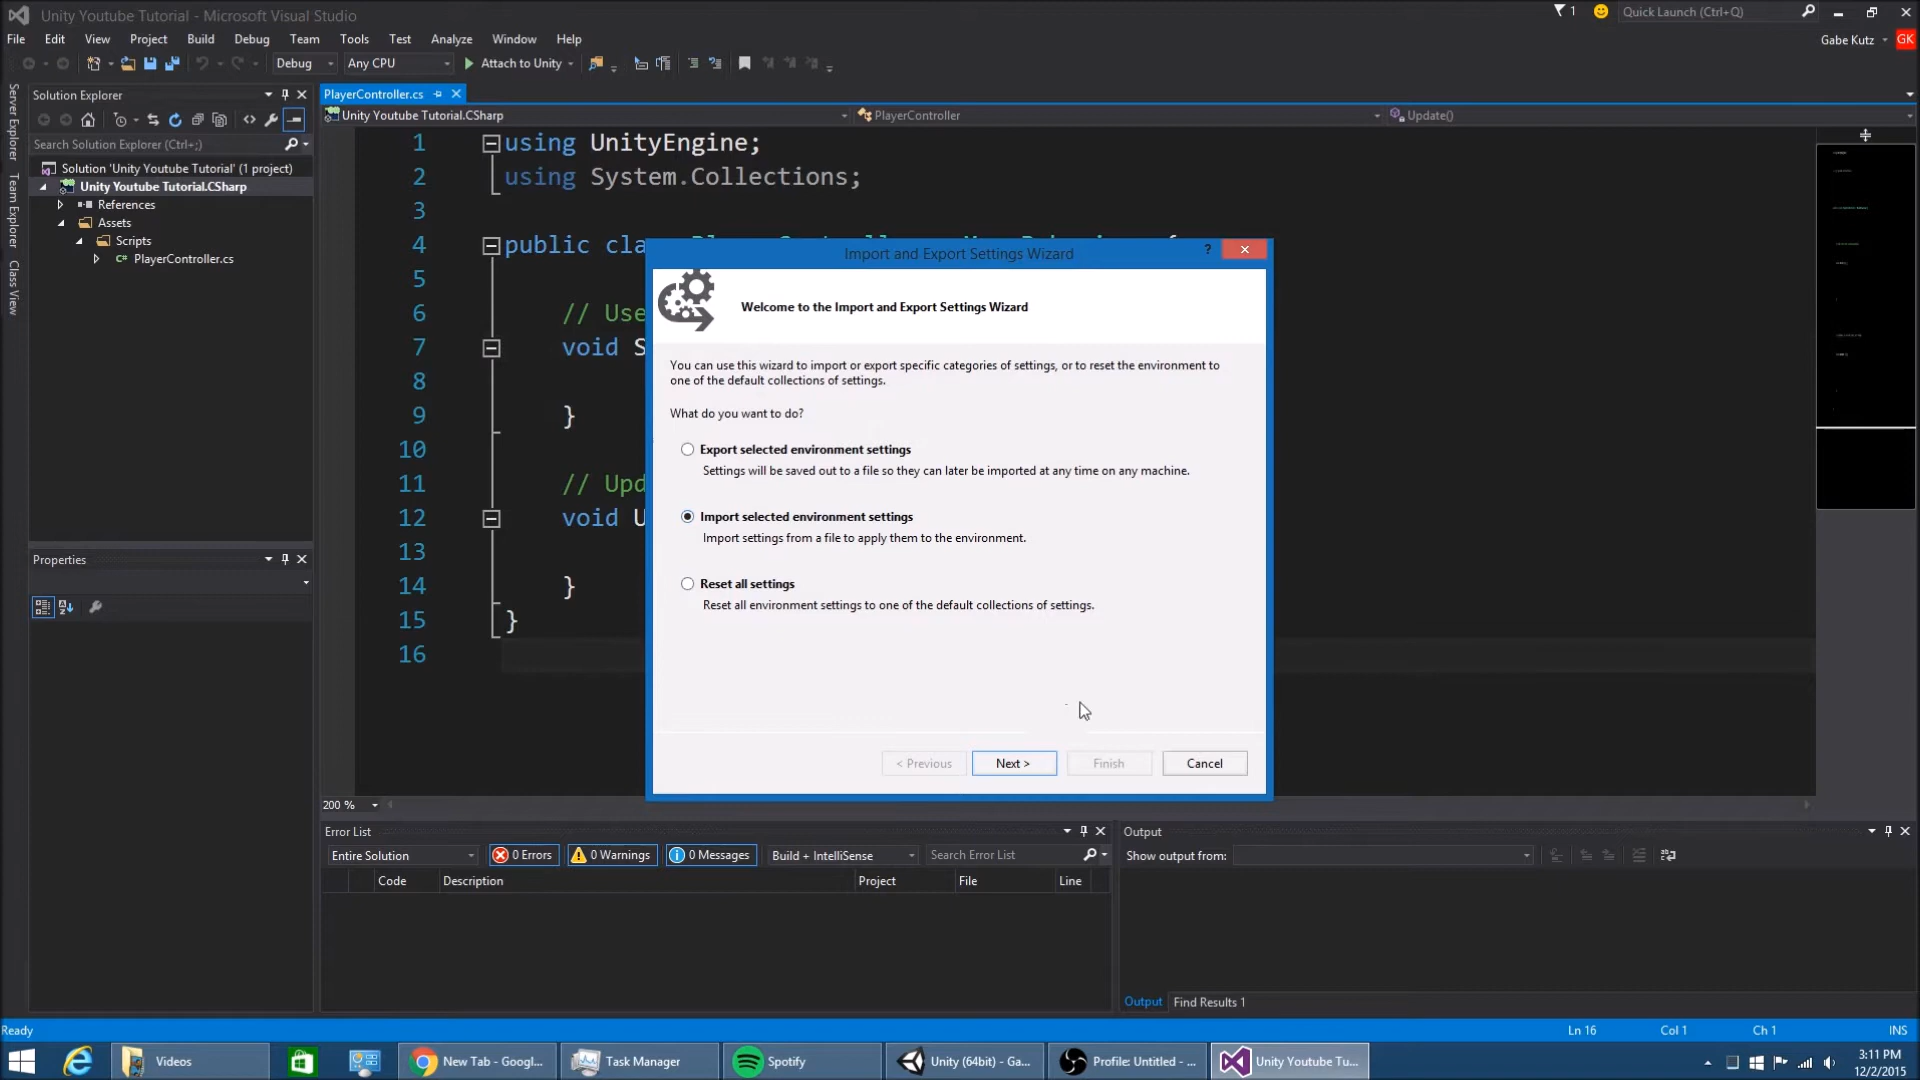 Unity Youtube Tutorial - Microsoft Visual Studio
1
Quick Launch (Ctrl+Q)
File Edit View Project Build Debug Team Tools Test Analyze Window Help
Gabe Kutz
GK
Debug
Any CPU
Attach to Unity
Server Explorer
Team Explorer
Class View
Solution Explorer
Search Solution Explorer (Ctrl+;)
Solution 'Unity Youtube Tutorial' (1 project)
Unity Youtube Tutorial.CSharp
References
Assets
Scripts
C# PlayerController.cs
Properties
PlayerController.cs
Unity Youtube Tutorial.CSharp
PlayerController
Update()
1 using UnityEngine;
2 using System.Collections;
3
4 public cla
5
6 // Use
7 void S
8
9 }
10
11 // Upd
12 void U
13
14 }
15 }
16
Import and Export Settings Wizard
?
Welcome to the Import and Export Settings Wizard
You can use this wizard to import or export specific categories of settings, or to reset the environment to
one of the default collections of settings.
What do you want to do?
Export selected environment settings
Settings will be saved out to a file so they can later be imported at any time on any machine.
Import selected environment settings
Import settings from a file to apply them to the environment.
Reset all settings
Reset all environment settings to one of the default collections of settings.
< Previous
Next >
Finish
Cancel
200 %
Error List
Entire Solution
0 Errors
0 Warnings
0 Messages
Build + IntelliSense
Search Error List
Code Description Project File Line
Output
Show output from:
Output Find Results 1
Ready
Ln 16 Col 1 Ch 1 INS
Videos
New Tab - Googl...
Task Manager
Spotify
Unity (64bit) - Ga...
Profile: Untitled - ...
Unity Youtube Tu...
3:11 PM
12/2/2015